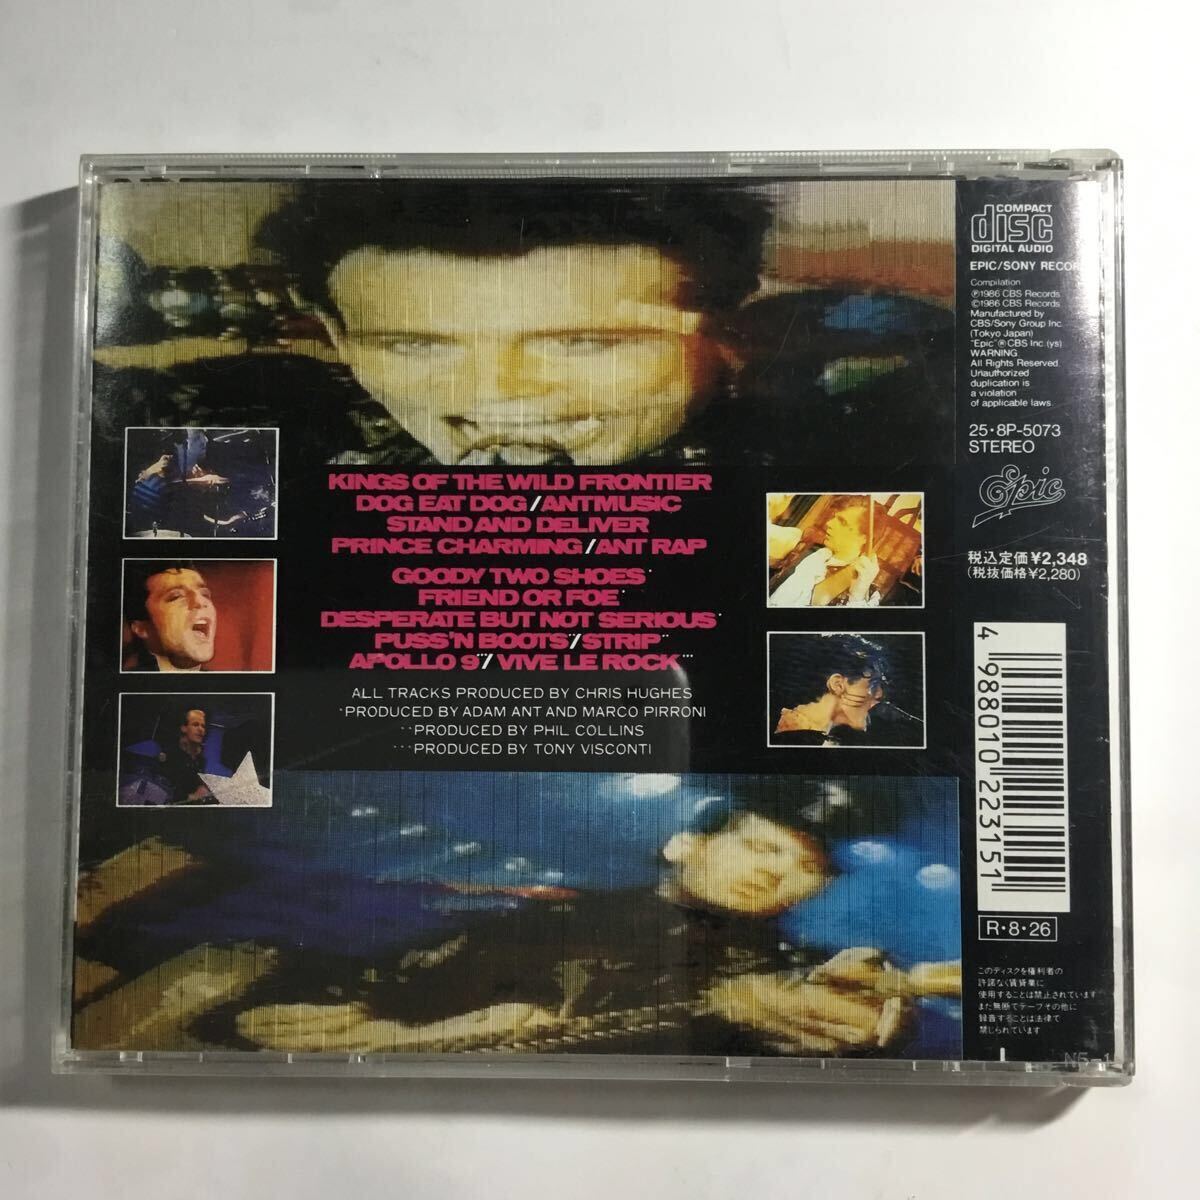 KINGS OF THE WILD FRONTIER
DOG EAT DOG/ANTMUSIC
STAND AND DELIVER
PRINCE CHARMING/ANT RAP
GOODY TWO SHOES˙
FRIEND OR FOE˙
DESPERATE BUT NOT SERIOUS˙
PUSS'N BOOTS˙˙/STRIP˙˙
APOLLO 9˙˙˙/VIVE LE ROCK˙˙˙
ALL TRACKS PRODUCED BY CHRIS HUGHES
˙PRODUCED BY ADAM ANT AND MARCO PIRRONI
˙˙PRODUCED BY PHIL COLLINS
˙˙˙PRODUCED BY TONY VISCONTI
COMPACT
disc
DIGITAL AUDIO
EPIC/SONY RECOR
Compilation
℗1986 CBS Records
©1986 CBS Records
Manufactured by
CBS/Sony Group Inc.
(Tokyo Japan)
"Epic"® CBS Inc.(ys)
WARNING
All Rights Reserved.
Unauthorized
duplication is
a violation
of applicable laws.
25・8P-5073
STEREO
Epic
税込定価¥2,348
(税抜価格¥2,280)
4 988010 223151
R・8・26
このディスクを権利者の
許諾なく賃貸業に
使用することは禁止されています
また無断でテープその他に
録音することは法律で
禁じられています